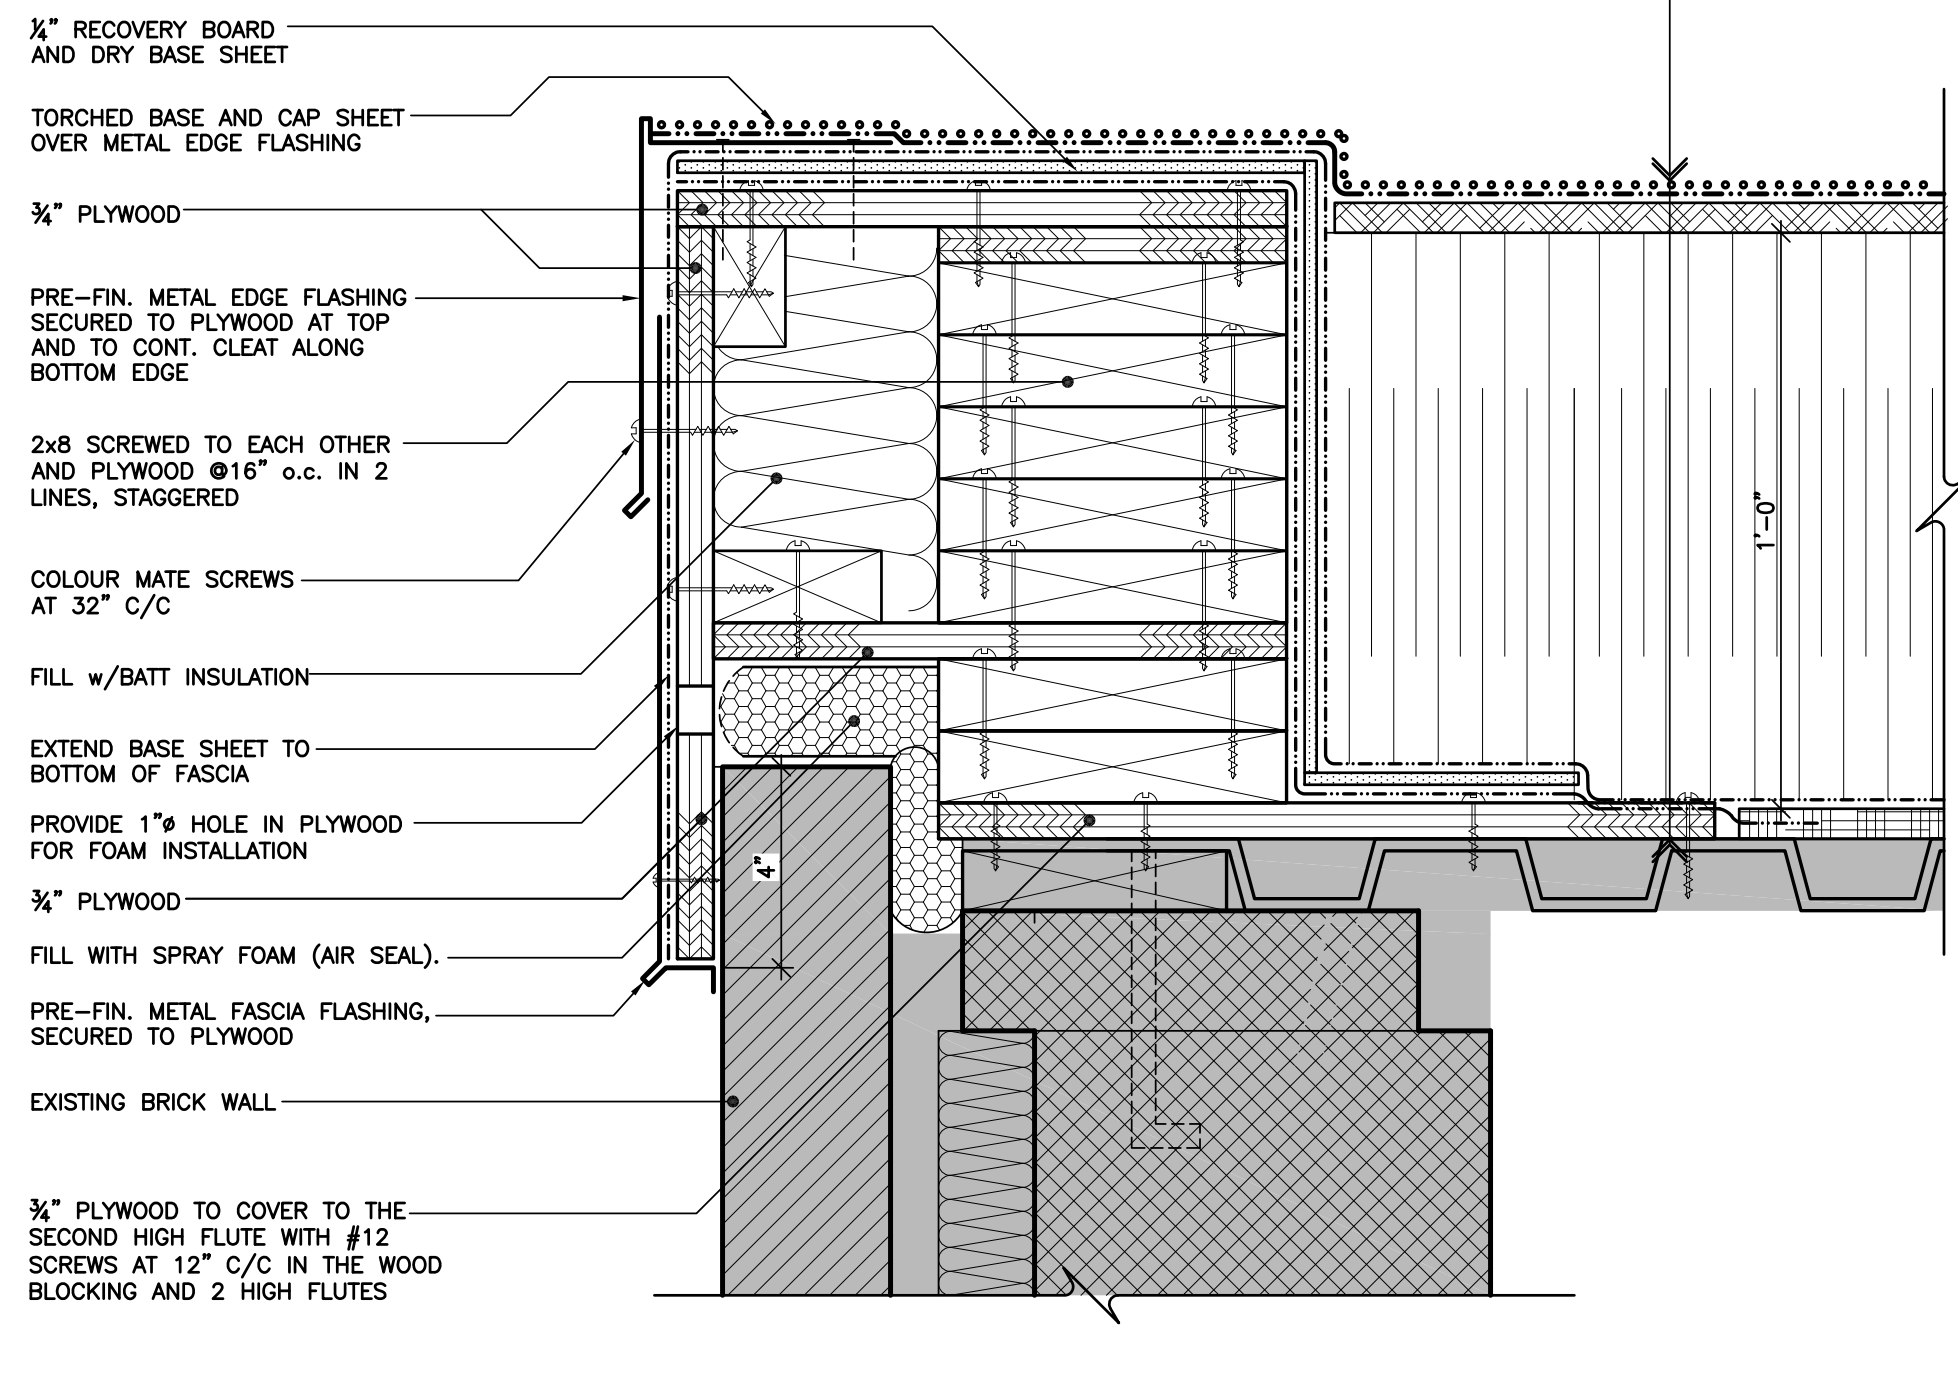 ¼" RECOVERY BOARD
AND DRY BASE SHEET
TORCHED BASE AND CAP SHEET
OVER METAL EDGE FLASHING
¾" PLYWOOD
PRE-FIN. METAL EDGE FLASHING
SECURED TO PLYWOOD AT TOP
AND TO CONT. CLEAT ALONG
BOTTOM EDGE
2x8 SCREWED TO EACH OTHER
AND PLYWOOD @16" o.c. IN 2
LINES, STAGGERED
COLOUR MATE SCREWS
AT 32" C/C
FILL w/BATT INSULATION
EXTEND BASE SHEET TO
BOTTOM OF FASCIA
PROVIDE 1"ø HOLE IN PLYWOOD
FOR FOAM INSTALLATION
¾" PLYWOOD
FILL WITH SPRAY FOAM (AIR SEAL).
PRE-FIN. METAL FASCIA FLASHING,
SECURED TO PLYWOOD
EXISTING BRICK WALL
¾" PLYWOOD TO COVER TO THE
SECOND HIGH FLUTE WITH #12
SCREWS AT 12" C/C IN THE WOOD
BLOCKING AND 2 HIGH FLUTES
4"
1'-0"